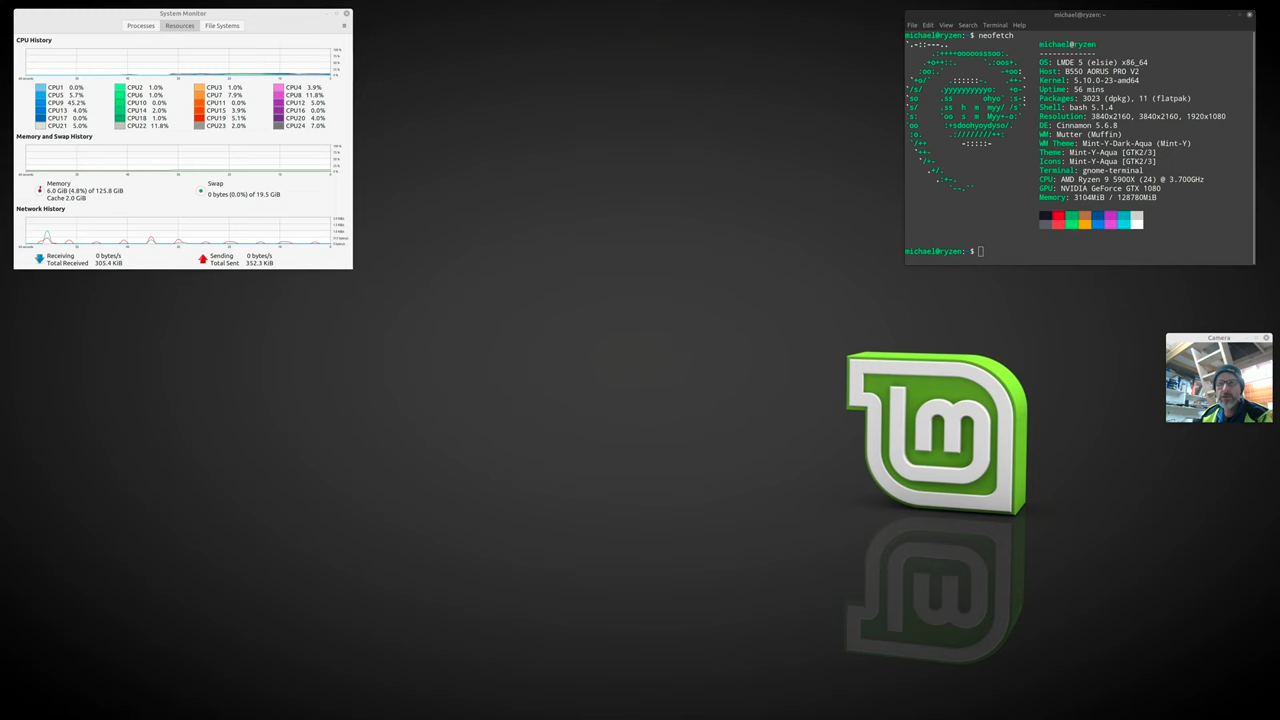 System Monitor
Processes Resources File Systems
CPU History
CPU1 0.0% CPU2 1.0% CPU3 1.0% CPU4 3.9%
CPU5 5.7% CPU6 1.0% CPU7 7.9% CPU8 11.8%
CPU9 45.2% CPU10 0.0% CPU11 0.0% CPU12 5.0%
CPU13 4.0% CPU14 2.0% CPU15 3.9% CPU16 0.0%
CPU17 0.0% CPU18 1.0% CPU19 5.1% CPU20 4.0%
CPU21 5.0% CPU22 11.8% CPU23 2.0% CPU24 7.0%
Memory and Swap History
Memory
6.0 GiB (4.8%) of 125.8 GiB
Cache 2.0 GiB
Swap
0 bytes (0.0%) of 19.5 GiB
Network History
Receiving 0 bytes/s
Total Received 305.4 KiB
Sending 0 bytes/s
Total Sent 352.3 KiB
michael@ryzen: ~
File Edit View Search Terminal Help
michael@ryzen: $ neofetch
michael@ryzen
-------------
OS: LMDE 5 (elsie) x86_64
Host: B550 AORUS PRO V2
Kernel: 5.10.0-23-amd64
Uptime: 56 mins
Packages: 3023 (dpkg), 11 (flatpak)
Shell: bash 5.1.4
Resolution: 3840x2160, 3840x2160, 1920x1080
DE: Cinnamon 5.6.8
WM: Mutter (Muffin)
WM Theme: Mint-Y-Dark-Aqua (Mint-Y)
Theme: Mint-Y-Aqua [GTK2/3]
Icons: Mint-Y-Aqua [GTK2/3]
Terminal: gnome-terminal
CPU: AMD Ryzen 9 5900X (24) @ 3.700GHz
GPU: NVIDIA GeForce GTX 1080
Memory: 3104MiB / 128780MiB
michael@ryzen: $
Camera
lm